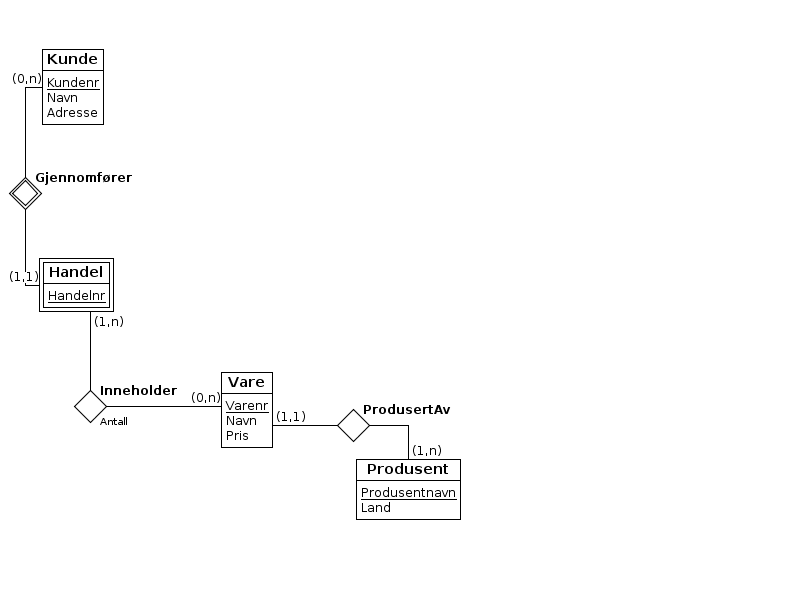 Kunde
(0,n)
Kundenr
Navn
Adresse
Gjennomfører
(1,1)
Handel
Handelnr
(1,n)
Inneholder
Antall
(0,n)
Vare
Varenr
Navn
Pris
(1,1)
ProdusertAv
(1,n)
Produsent
Produsentnavn
Land